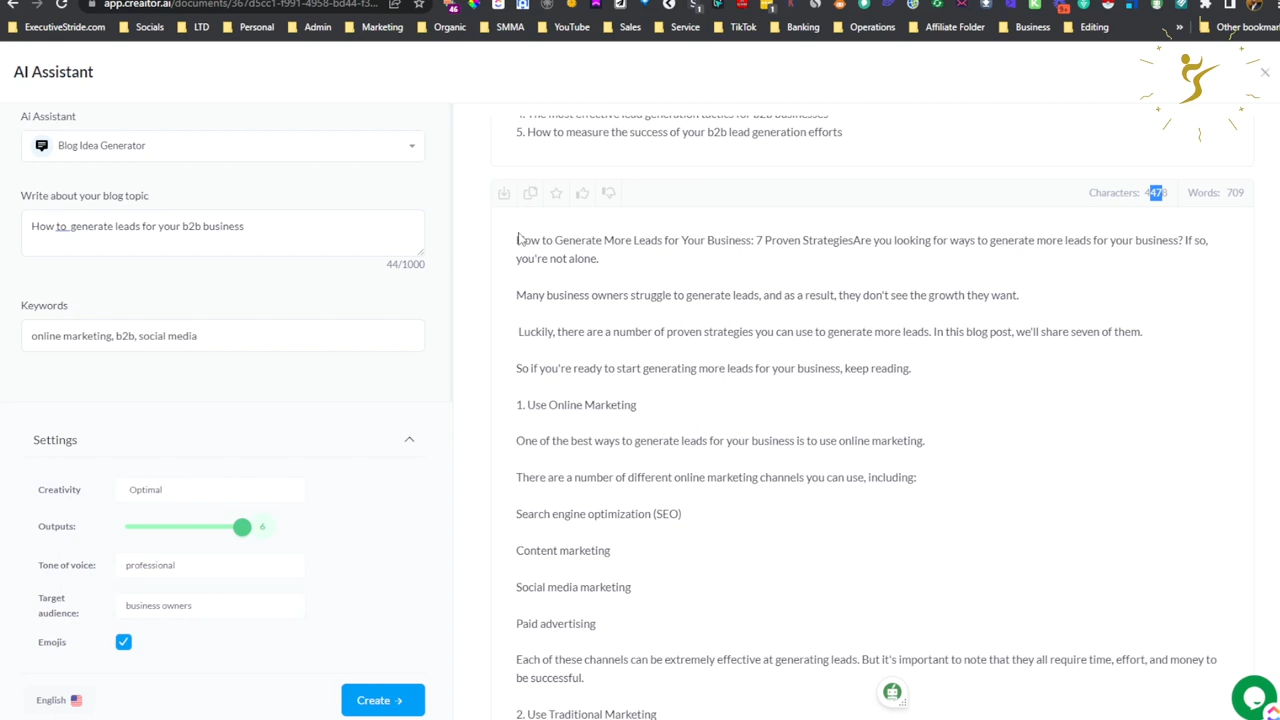 app.creaitor.ai/documents/
ExecutiveStride.com
Socials
LTD
Personal
Admin
Marketing
Organic
SMMA
YouTube
Sales
Service
TikTok
Banking
Operations
Affiliate Program
Business
Editing
»
Other favorites
AI Assistant
Ai Assistant
Blog Idea Generator
Write about your blog topic
How to generate leads for your b2b business
44/1000
Keywords
online marketing, b2b, social media
Settings
Creativity Optimal
Outputs: 6
Tone of voice: professional
Target
audience: business owners
Emojis
English
Create →
4. The most effective lead generation tactics for b2b businesses
5. How to measure the success of your b2b lead generation efforts
Characters: 4478 Words: 709
How to Generate More Leads for Your Business: 7 Proven StrategiesAre you looking for ways to generate more leads for your business? If so,
you're not alone.
Many business owners struggle to generate leads, and as a result, they don't see the growth they want.
Luckily, there are a number of proven strategies you can use to generate more leads. In this blog post, we'll share seven of them.
So if you're ready to start generating more leads for your business, keep reading.
1. Use Online Marketing
One of the best ways to generate leads for your business is to use online marketing.
There are a number of different online marketing channels you can use, including:
Search engine optimization (SEO)
Content marketing
Social media marketing
Paid advertising
Each of these channels can be extremely effective at generating leads. But it's important to note that they all require time, effort, and money to
be successful.
2. Use Traditional Marketing